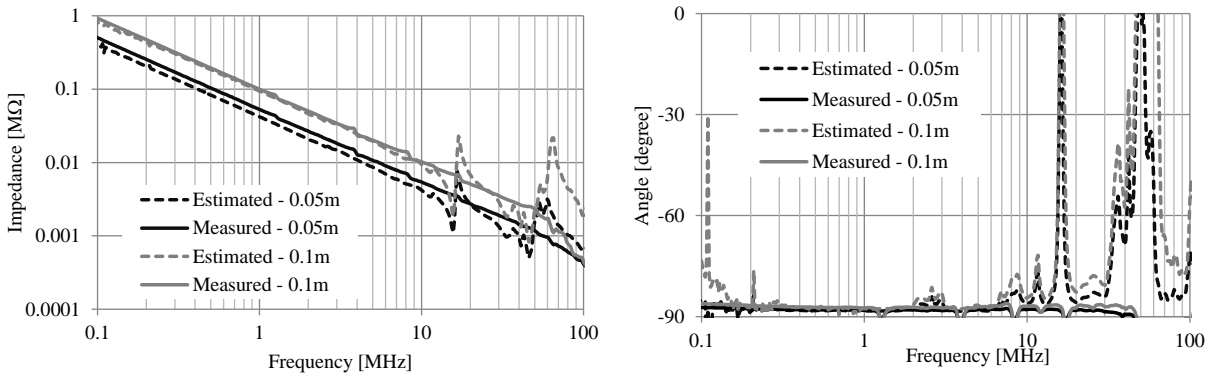 1
0.1
0.01
0.001
0.0001
Impedance [MΩ]
Estimated - 0.05m
Measured - 0.05m
Estimated - 0.1m
Measured - 0.1m
0.1
1
10
100
Frequency [MHz]
0
-30
-60
-90
Angle [degree]
Estimated - 0.05m
Measured - 0.05m
Estimated - 0.1m
Measured - 0.1m
0.1
1
10
100
Frequency [MHz]